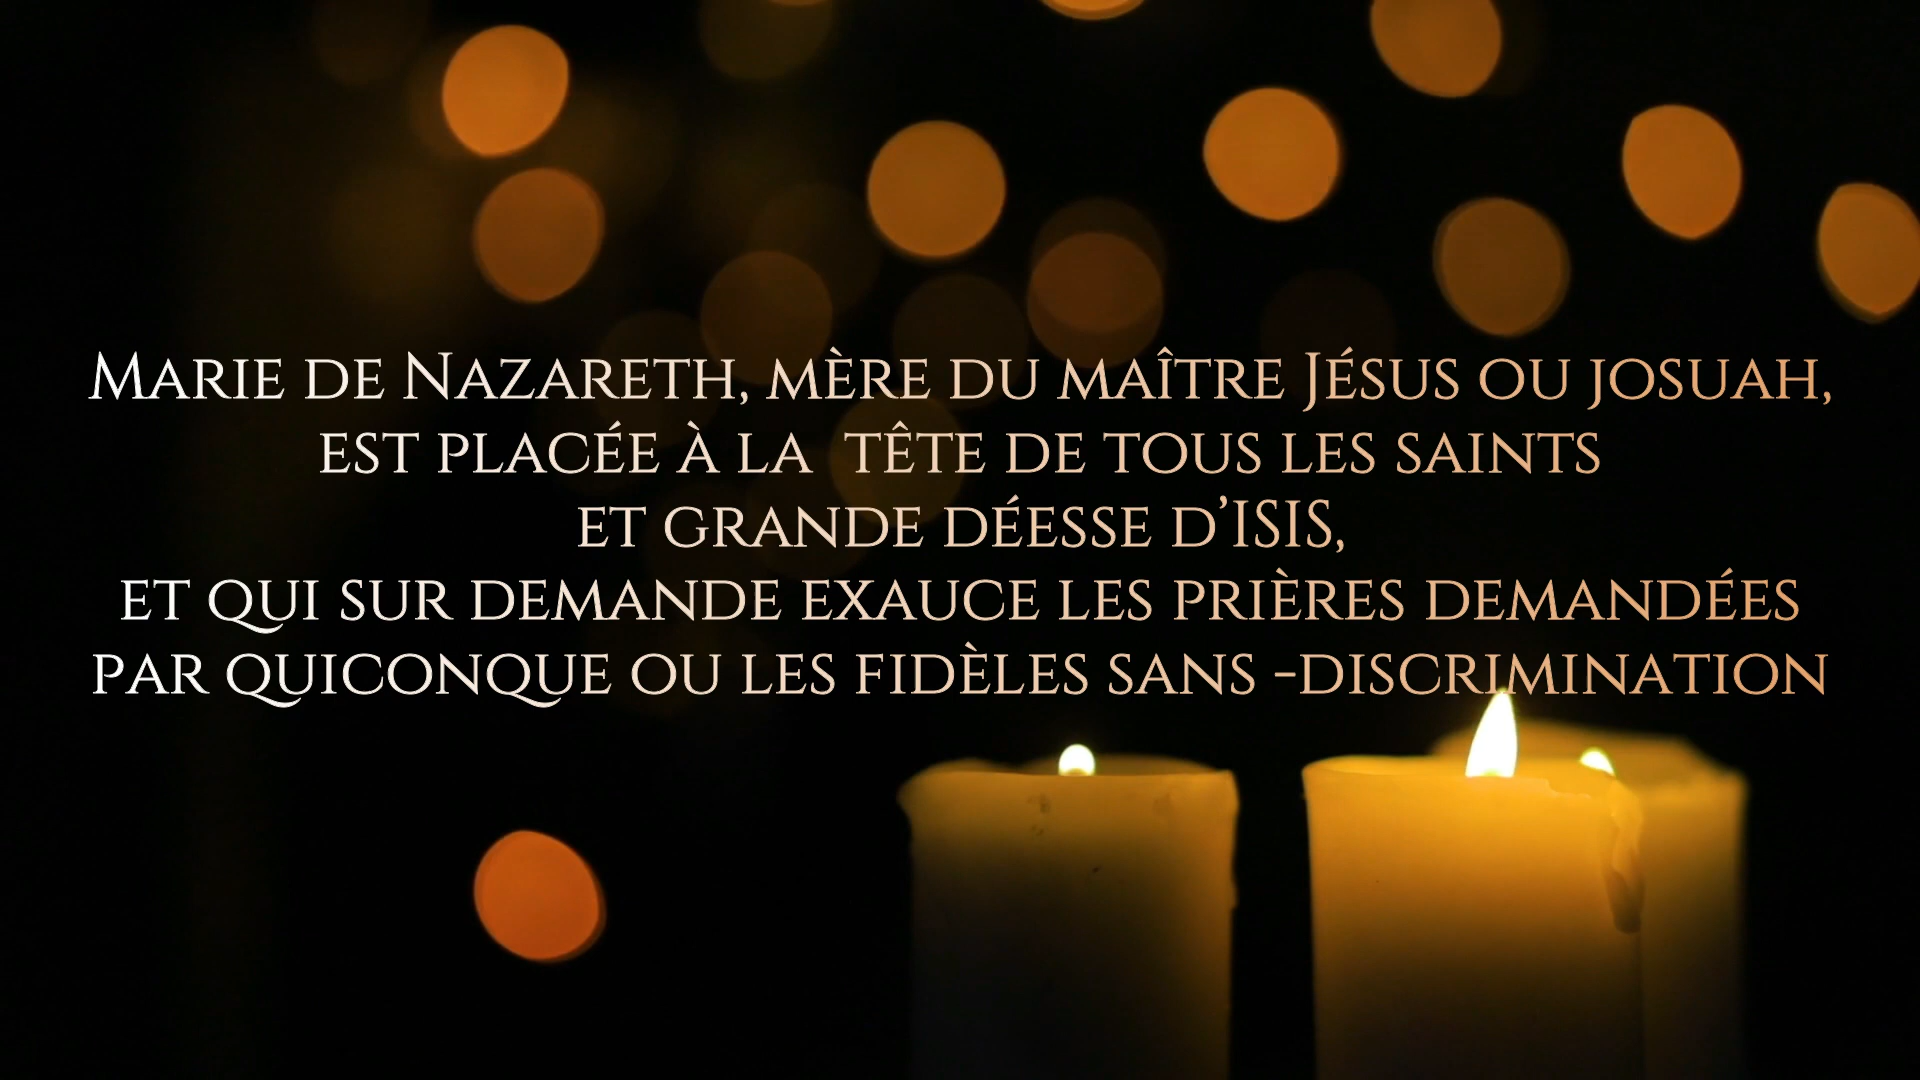 Marie de Nazareth, mère du maître Jésus ou josuah,
est placée à la tête de tous les saints
et grande déesse d’ISIS,
et qui sur demande exauce les prières demandées
par quiconque ou les fidèles sans -discrimination